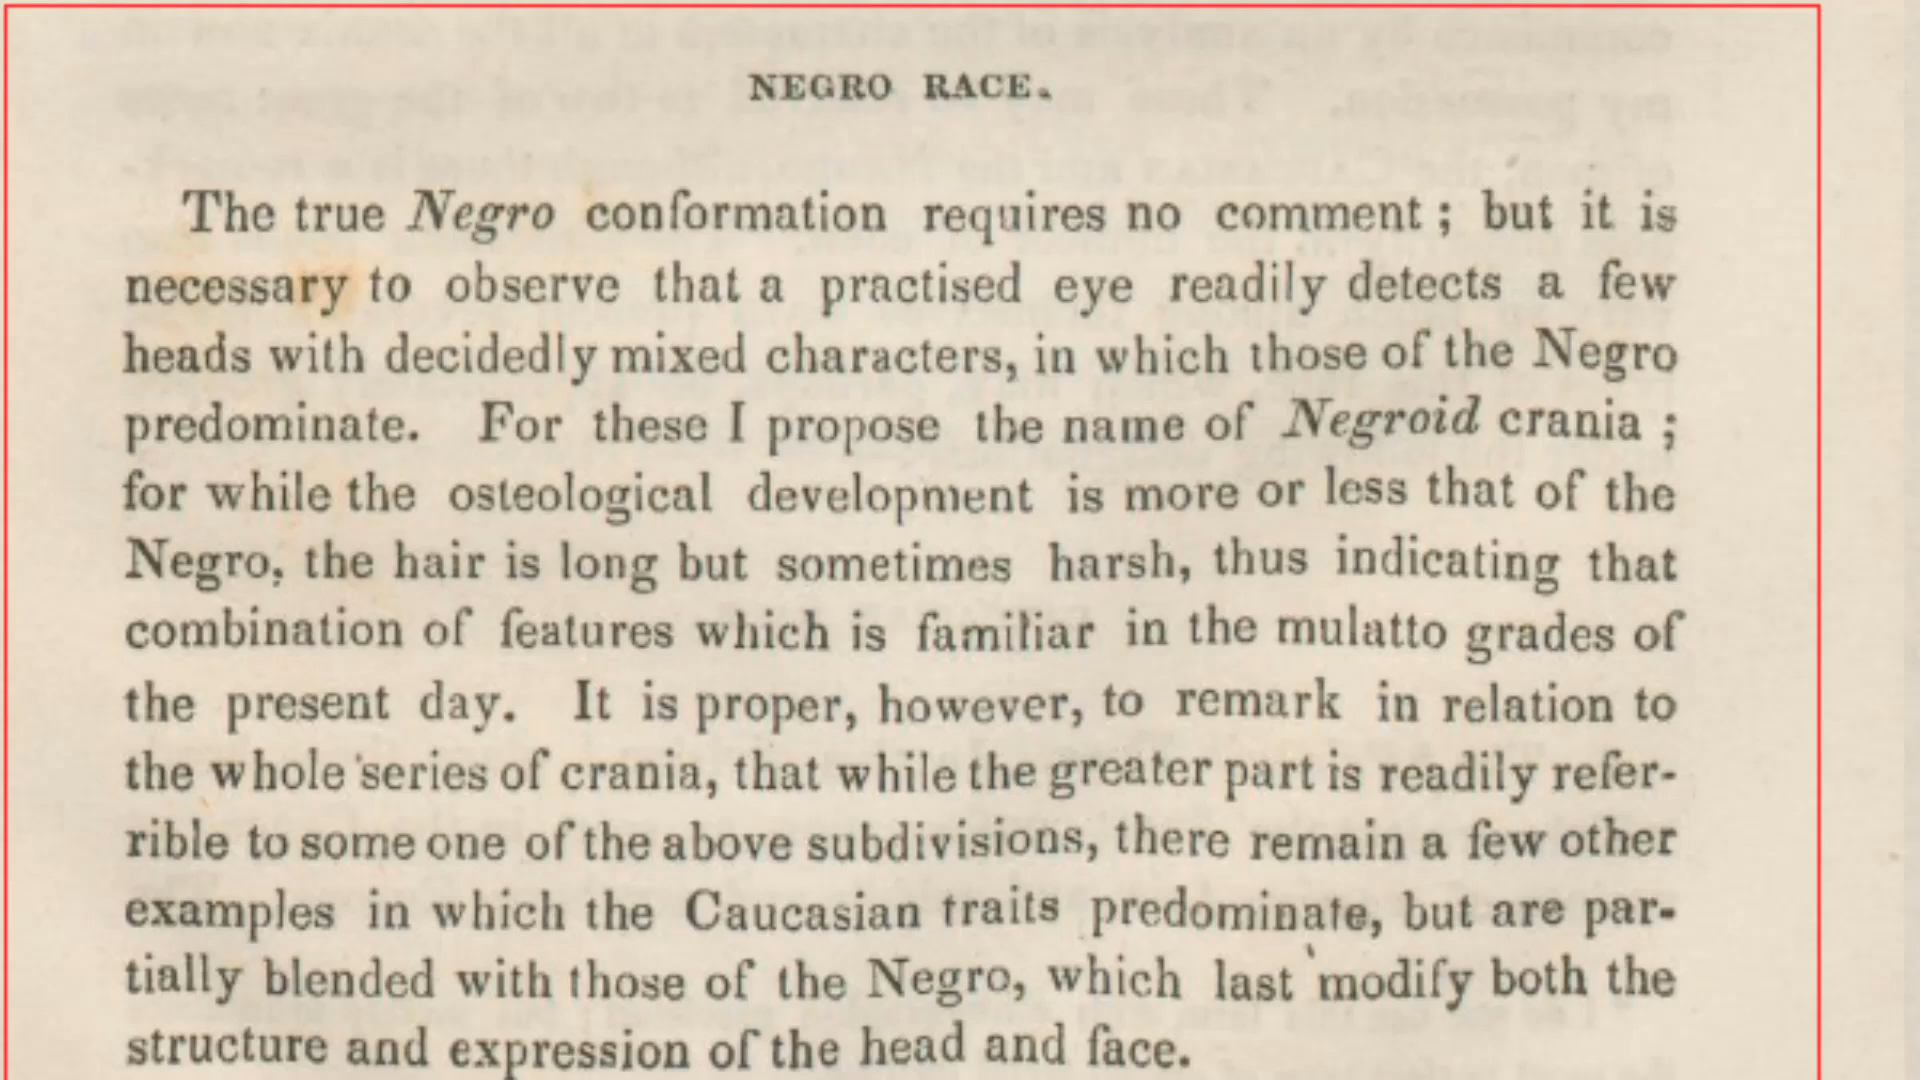 NEGRO RACE.
The true Negro conformation requires no comment ; but it is
necessary to observe that a practised eye readily detects a few
heads with decidedly mixed characters, in which those of the Negro
predominate. For these I propose the name of Negroid crania ;
for while the osteological development is more or less that of the
Negro, the hair is long but sometimes harsh, thus indicating that
combination of features which is familiar in the mulatto grades of
the present day. It is proper, however, to remark in relation to
the whole series of crania, that while the greater part is readily refer-
rible to some one of the above subdivisions, there remain a few other
examples in which the Caucasian traits predominate, but are par-
tially blended with those of the Negro, which last modify both the
structure and expression of the head and face.